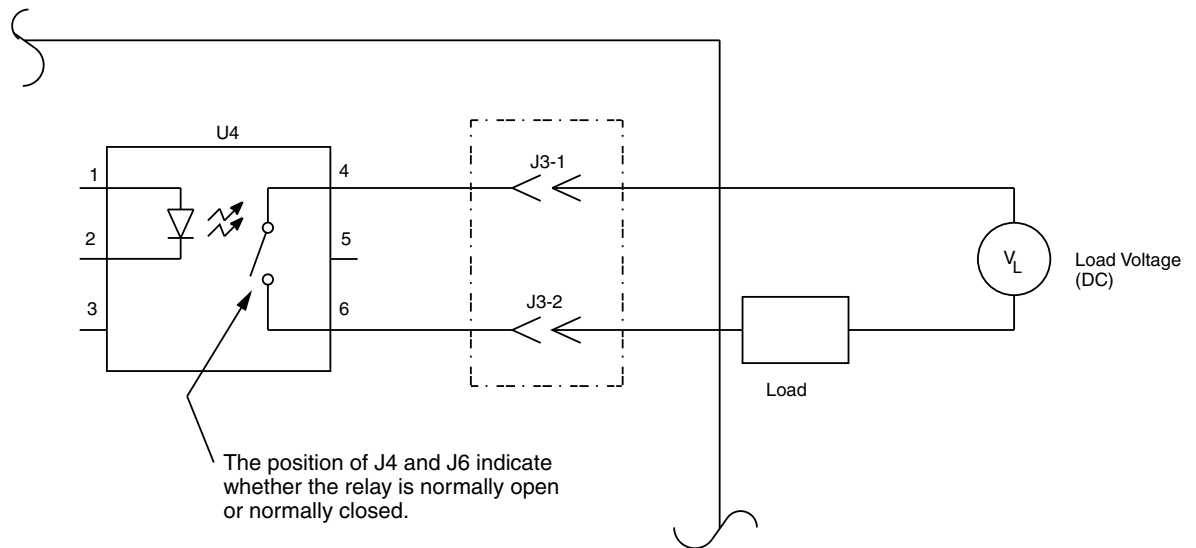 U4
1
2
3
4
5
6
J3-1
J3-2
VL
Load Voltage
(DC)
Load
The position of J4 and J6 indicate
whether the relay is normally open
or normally closed.